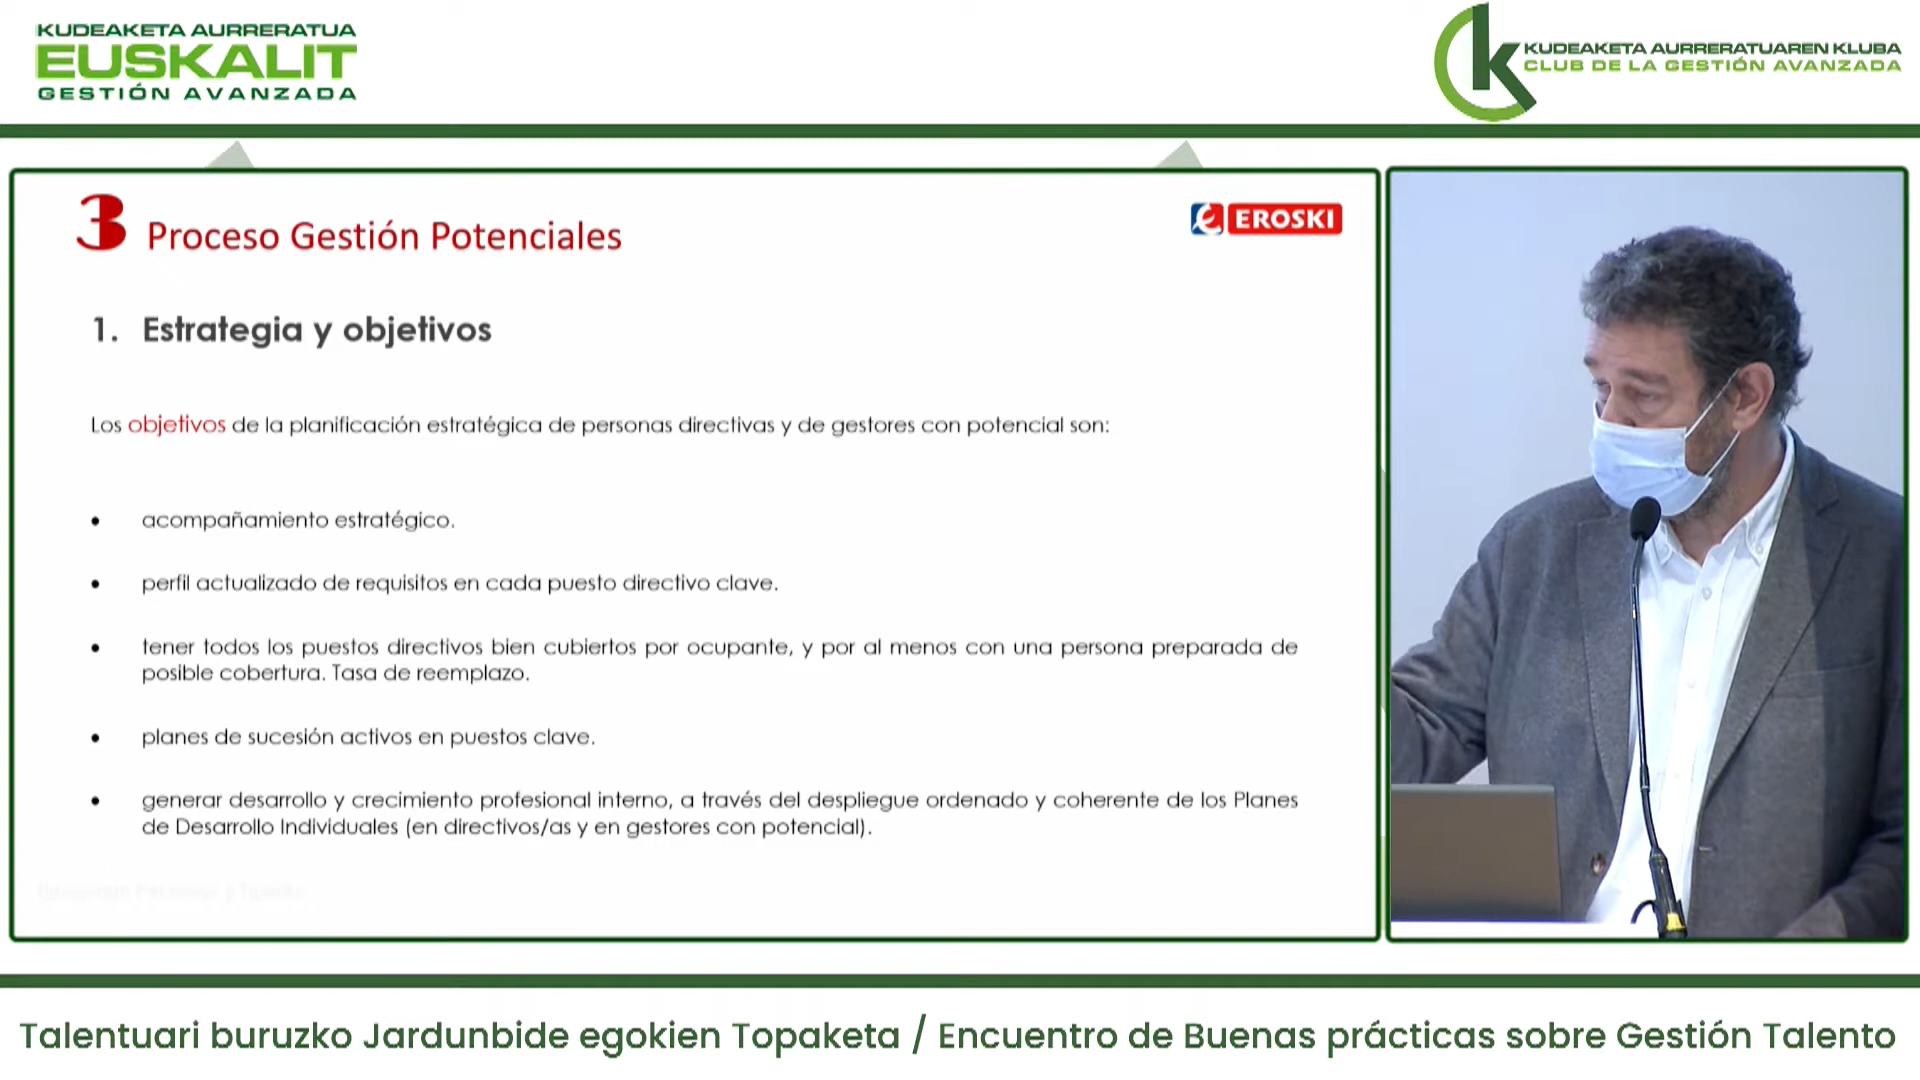 KUDEAKETA AURRERATUA
EUSKALIT
GESTIÓN AVANZADA
KUDEAKETA AURRERATUAREN KLUBA
CLUB DE LA GESTIÓN AVANZADA
3 Proceso Gestión Potenciales
EROSKI
1. Estrategia y objetivos
Los objetivos de la planificación estratégica de personas directivas y de gestores con potencial son:
• acompañamiento estratégico.
• perfil actualizado de requisitos en cada puesto directivo clave.
• tener todos los puestos directivos bien cubiertos por ocupante, y por al menos con una persona preparada de
posible cobertura. Tasa de reemplazo.
• planes de sucesión activos en puestos clave.
• generar desarrollo y crecimiento profesional interno, a través del despliegue ordenado y coherente de los Planes
de Desarrollo Individuales (en directivos/as y en gestores con potencial).
Talentuari buruzko Jardunbide egokien Topaketa / Encuentro de Buenas prácticas sobre Gestión Talento